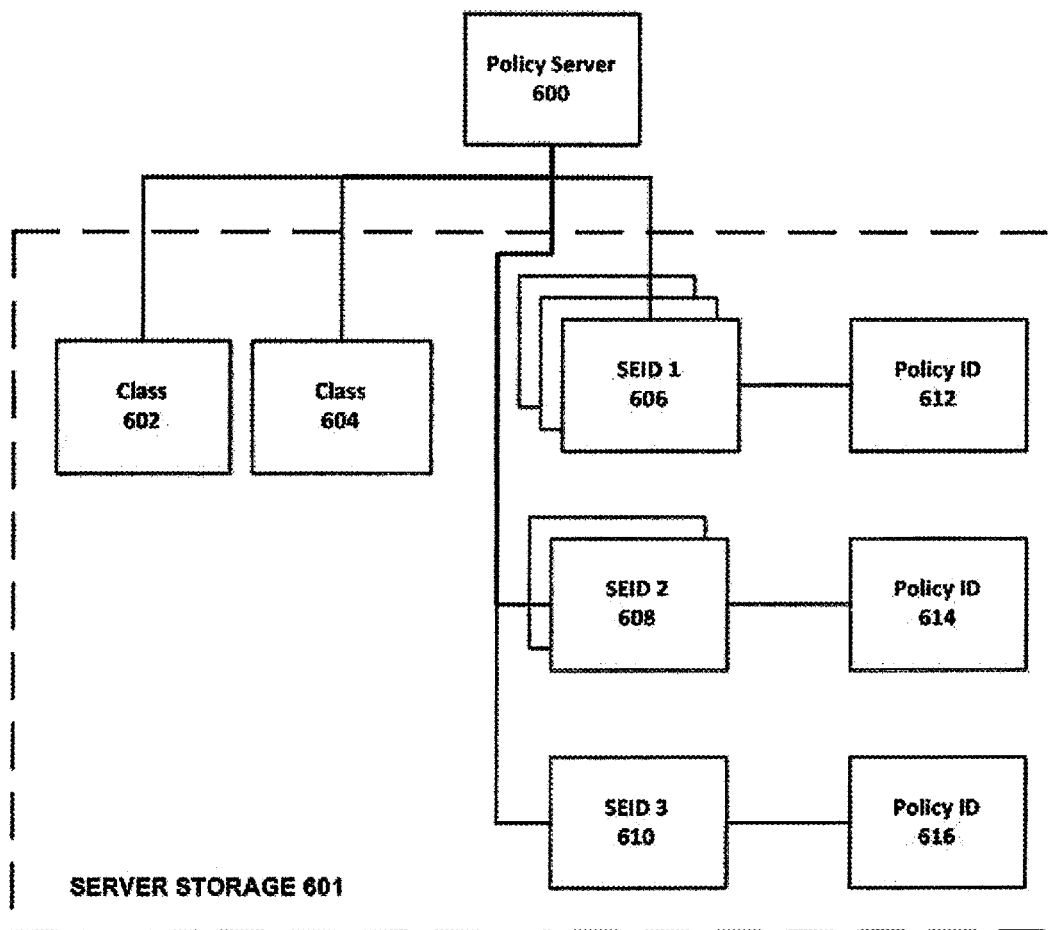 Policy Server
600
Class
602
Class
604
SEID 1
606
Policy ID
612
SEID 2
608
Policy ID
614
SEID 3
610
Policy ID
616
SERVER STORAGE 601